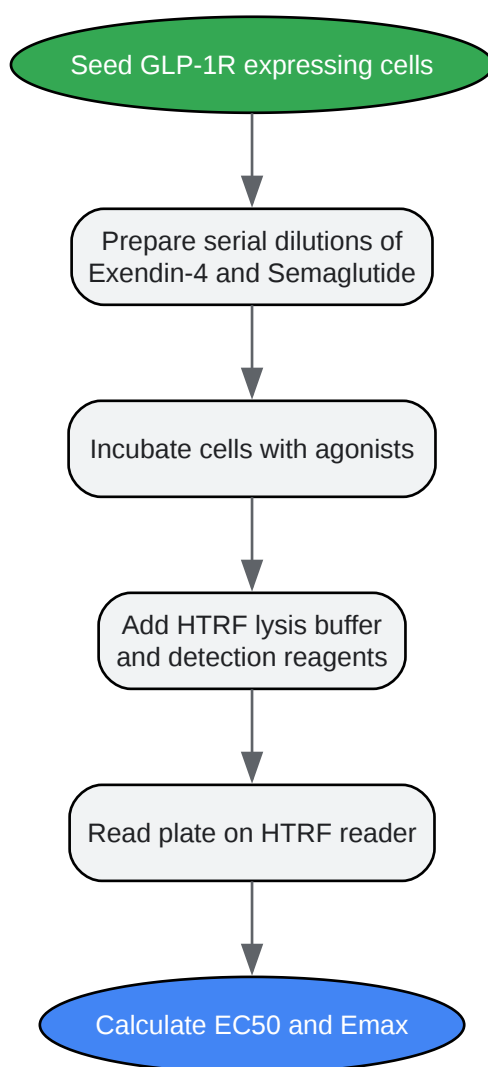 Seed GLP-1R expressing cells
Prepare serial dilutions of
Exendin-4 and Semaglutide
Incubate cells with agonists
Add HTRF lysis buffer
and detection reagents
Read plate on HTRF reader
Calculate EC50 and Emax